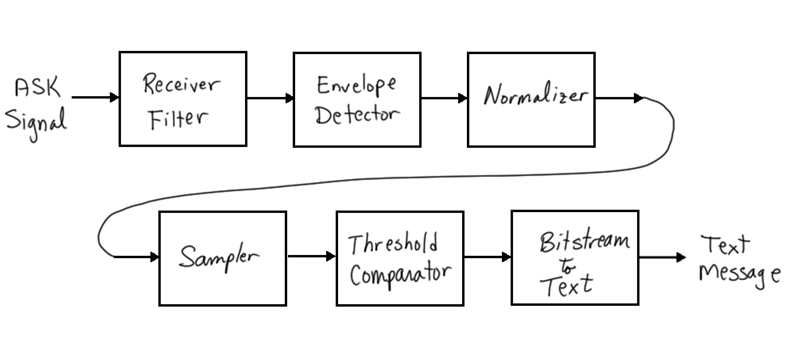 ASK
Signal
Receiver
Filter
Envelope
Detector
Normalizer
Sampler
Threshold
Comparator
Bitstream
to
Text
Text
Message